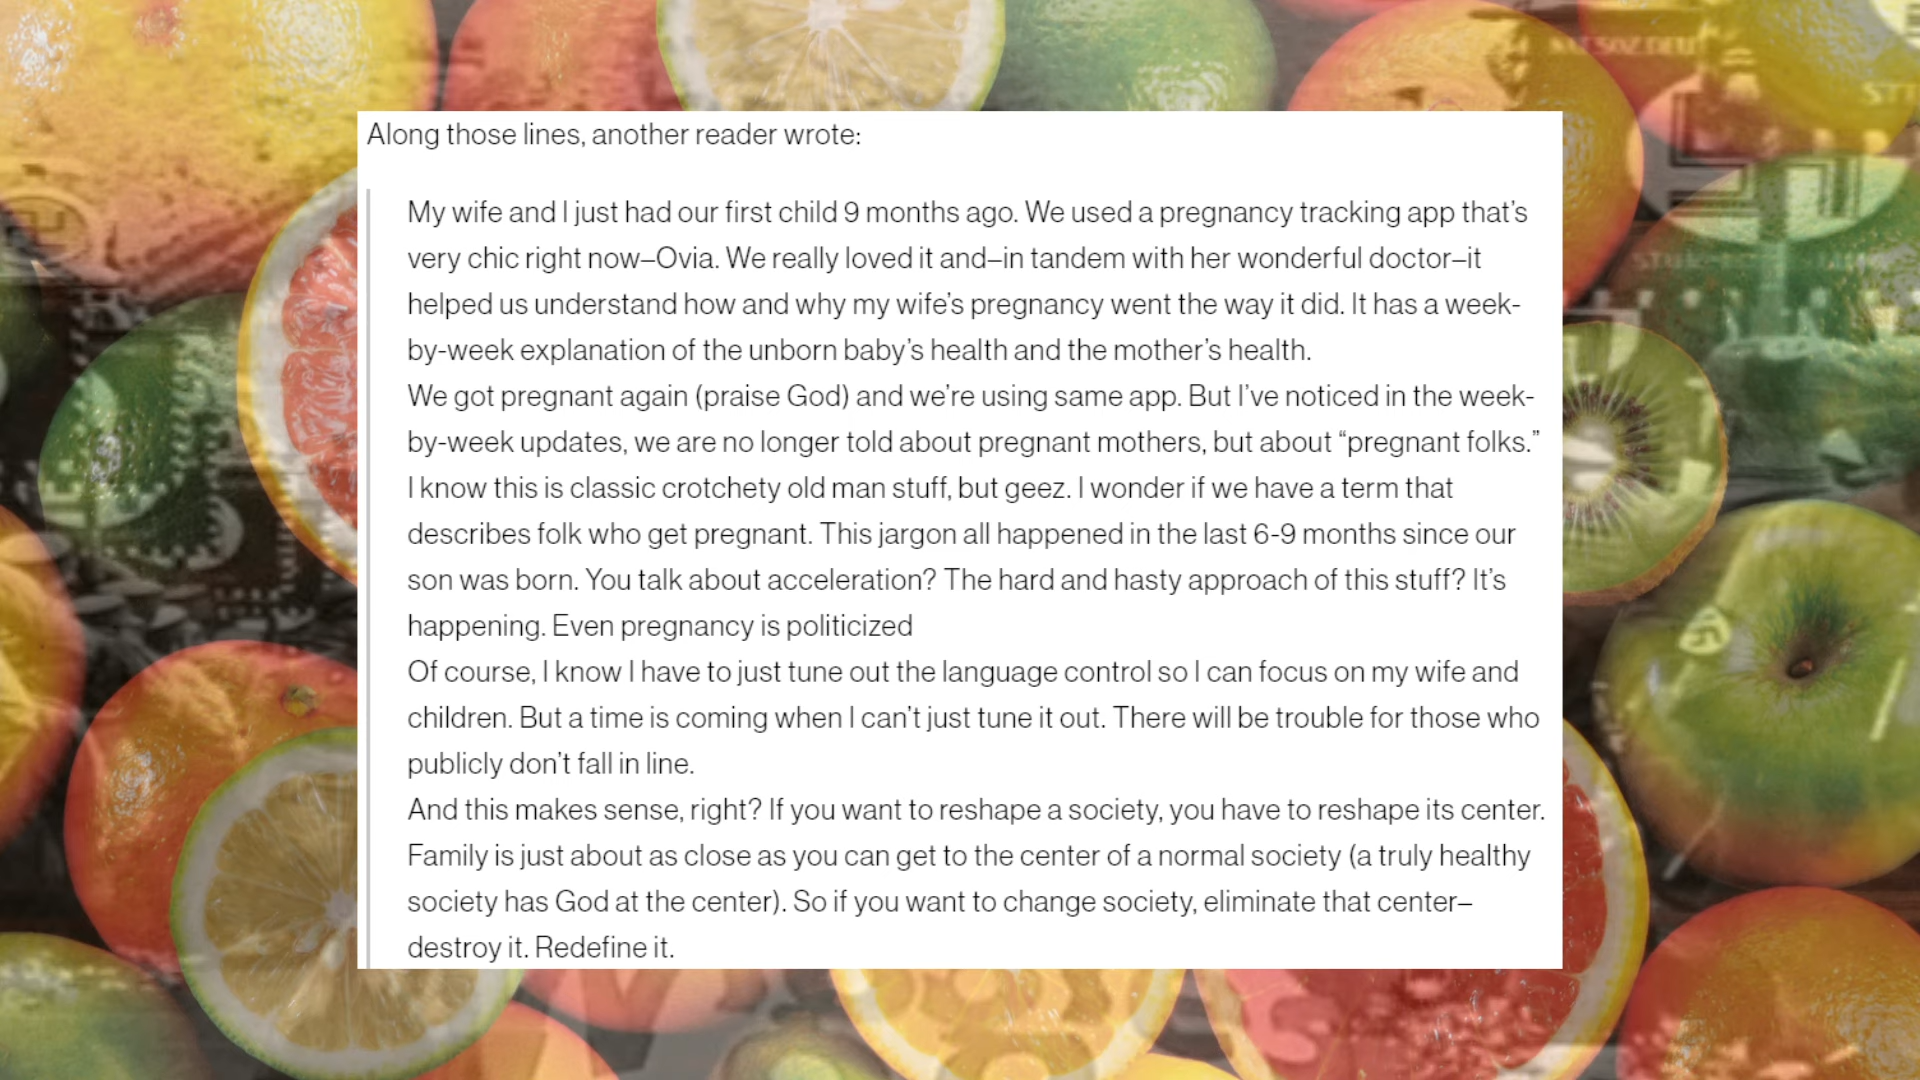 Along those lines, another reader wrote:
My wife and I just had our first child 9 months ago. We used a pregnancy tracking app that’s
very chic right now–Ovia. We really loved it and–in tandem with her wonderful doctor–it
helped us understand how and why my wife’s pregnancy went the way it did. It has a week-
by-week explanation of the unborn baby’s health and the mother’s health.
We got pregnant again (praise God) and we’re using same app. But I’ve noticed in the week-
by-week updates, we are no longer told about pregnant mothers, but about “pregnant folks.”
I know this is classic crotchety old man stuff, but geez. I wonder if we have a term that
describes folk who get pregnant. This jargon all happened in the last 6-9 months since our
son was born. You talk about acceleration? The hard and hasty approach of this stuff? It’s
happening. Even pregnancy is politicized
Of course, I know I have to just tune out the language control so I can focus on my wife and
children. But a time is coming when I can’t just tune it out. There will be trouble for those who
publicly don’t fall in line.
And this makes sense, right? If you want to reshape a society, you have to reshape its center.
Family is just about as close as you can get to the center of a normal society (a truly healthy
society has God at the center). So if you want to change society, eliminate that center–
destroy it. Redefine it.